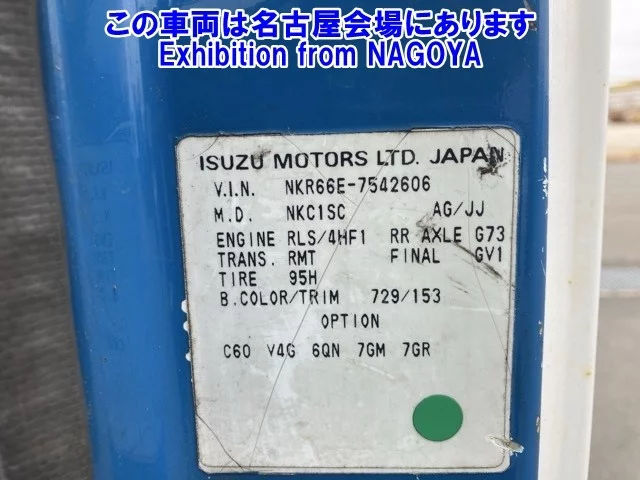 この車両は名古屋会場にあります
Exhibition from NAGOYA
ISUZU MOTORS LTD. JAPAN
V.I.N. NKR66E-7542606
M.D. NKC1SC AG/JJ
ENGINE RLS/4HF1 RR AXLE G73
TRANS. RMT FINAL GV1
TIRE 95H
B.COLOR/TRIM 729/153
OPTION
C60 V4G 6QN 7GM 7GR